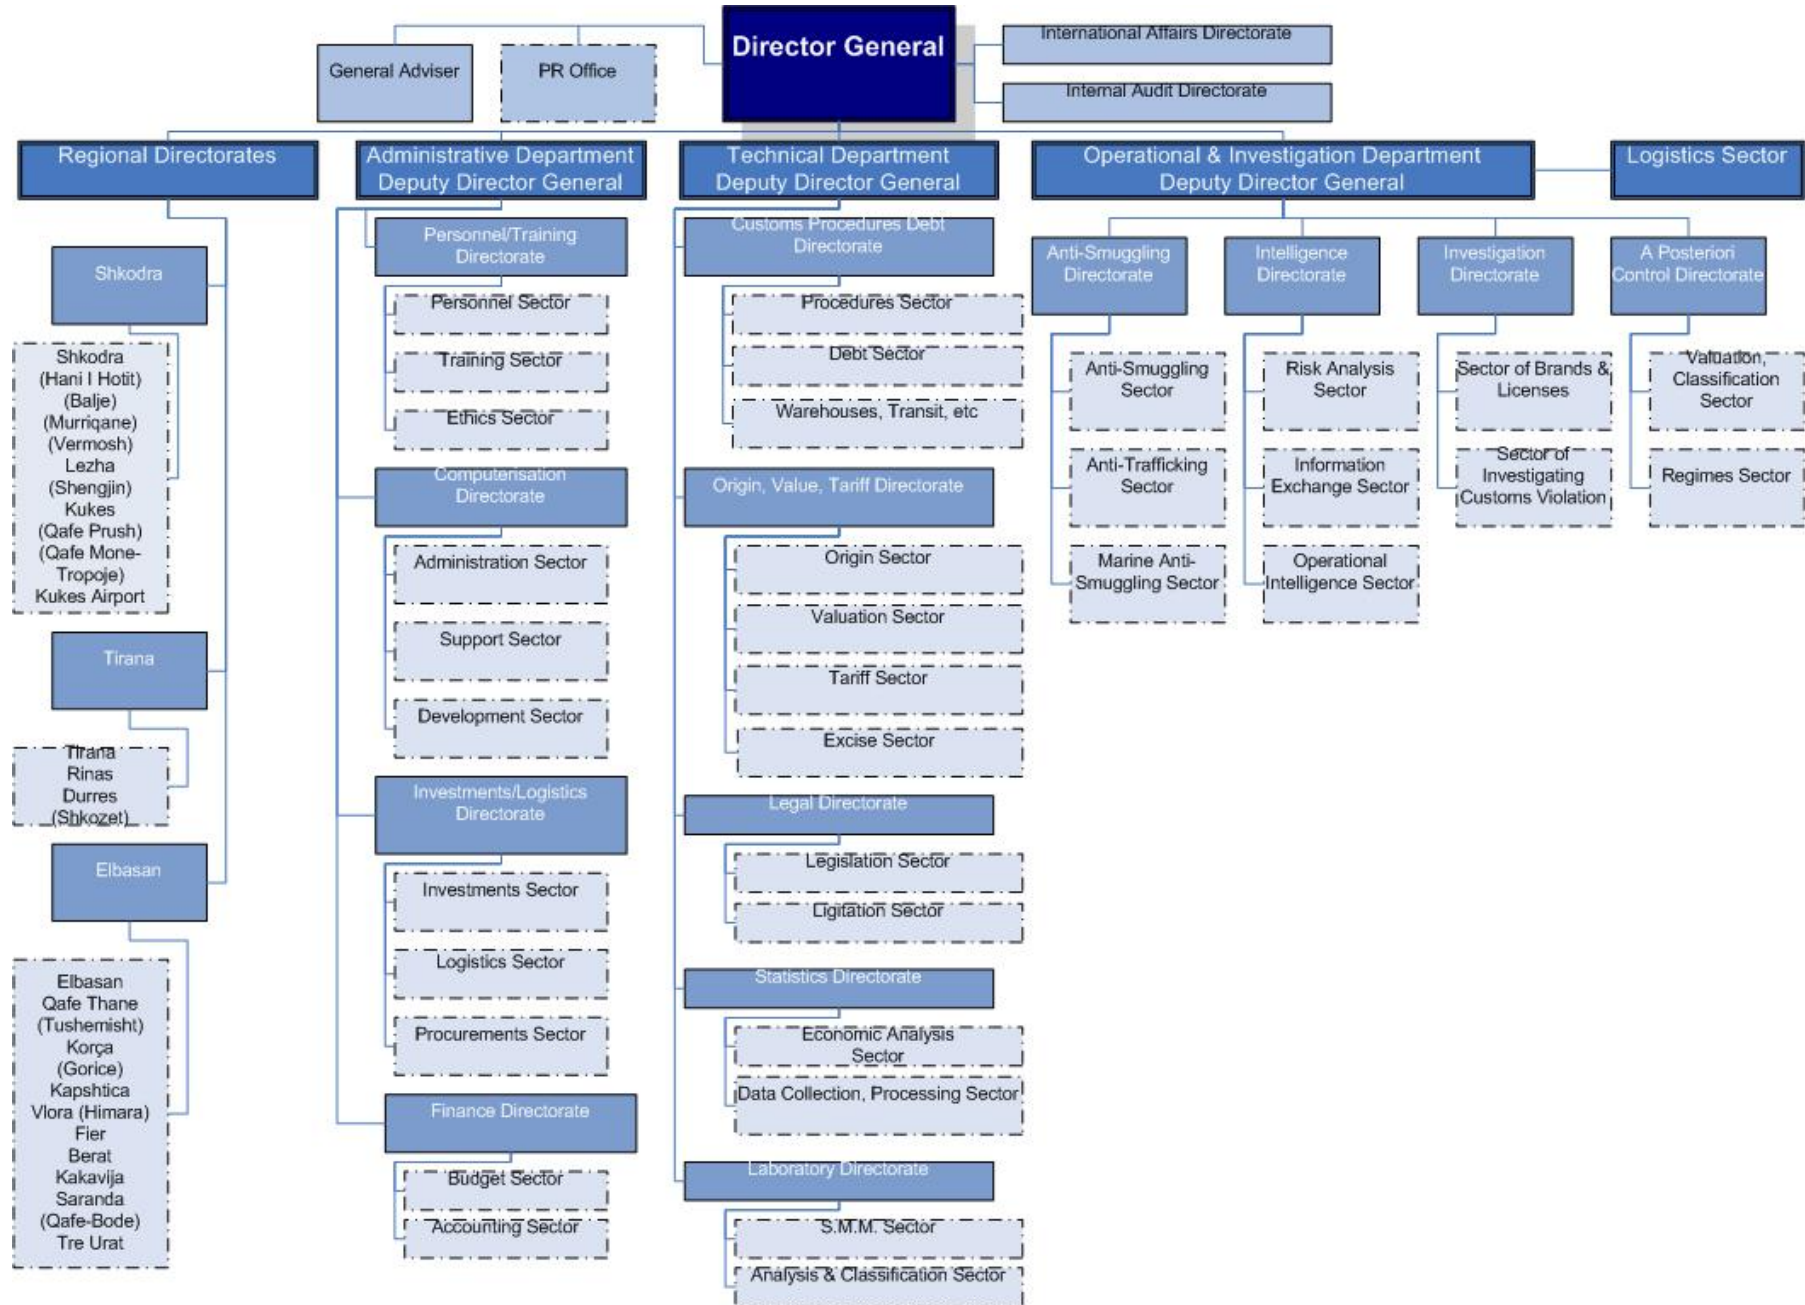 Director General
General Adviser
PR Office
International Affairs Directorate
Internal Audit Directorate
Regional Directorates
Shkodra
Shkodra
(Hani I Hotit)
(Balje)
(Murriqane)
(Vermosh)
Lezha
(Shengjin)
Kukes
(Qafe Prush)
(Qafe Mone-
Tropoje)
Kukes Airport
Tirana
Tirana
Rinas
Durres
(Shkozet)
Elbasan
Elbasan
Qafe Thane
(Tushemisht)
Korça
(Gorice)
Kapshtica
Vlora (Himara)
Fier
Berat
Kakavija
Saranda
(Qafe-Bode)
Tre Urat
Administrative Department
Deputy Director General
Personnel/Training
Directorate
Personnel Sector
Training Sector
Ethics Sector
Computerisation
Directorate
Administration Sector
Support Sector
Development Sector
Investments/Logistics
Directorate
Investments Sector
Logistics Sector
Procurements Sector
Finance Directorate
Budget Sector
Accounting Sector
Technical Department
Deputy Director General
Customs Procedures Debt
Directorate
Procedures Sector
Debt Sector
Warehouses, Transit, etc
Origin, Value, Tariff Directorate
Origin Sector
Valuation Sector
Tariff Sector
Excise Sector
Legal Directorate
Legislation Sector
Ligitation Sector
Statistics Directorate
Economic Analysis
Sector
Data Collection, Processing Sector
Laboratory Directorate
S.M.M. Sector
Analysis & Classification Sector
Operational & Investigation Department
Deputy Director General
Logistics Sector
Anti-Smuggling
Directorate
Anti-Smuggling
Sector
Anti-Trafficking
Sector
Marine Anti-
Smuggling Sector
Intelligence
Directorate
Risk Analysis
Sector
Information
Exchange Sector
Operational
Intelligence Sector
Investigation
Directorate
Sector of Brands &
Licenses
Sector of
Investigating
Customs Violation
A Posteriori
Control Directorate
Valuation,
Classification
Sector
Regimes Sector